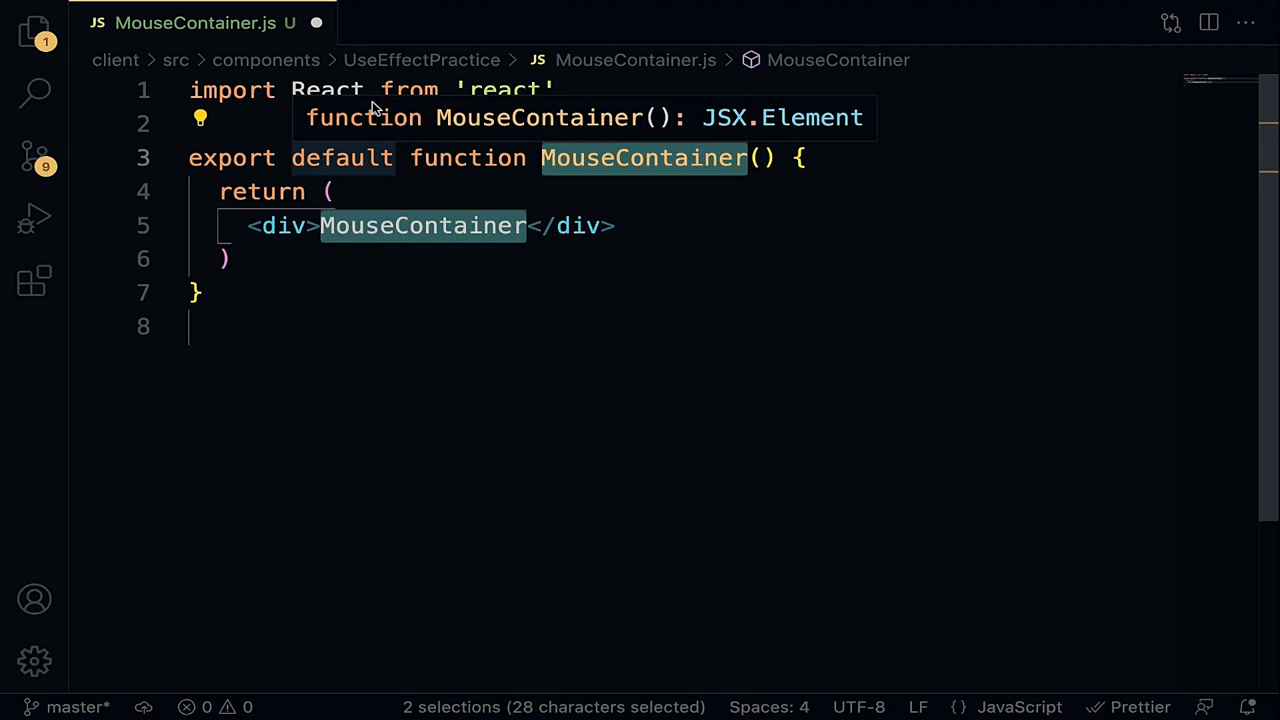 JS MouseContainer.js U
client > src > components > UseEffectPractice > JS MouseContainer.js > MouseContainer
1
1 import React from 'react'
2
function MouseContainer(): JSX.Element
3 export default function MouseContainer() {
4 return (
5 <div>MouseContainer</div>
6 )
7 }
8
9
master* 0 0 2 selections (28 characters selected) Spaces: 4 UTF-8 LF {} JavaScript Prettier